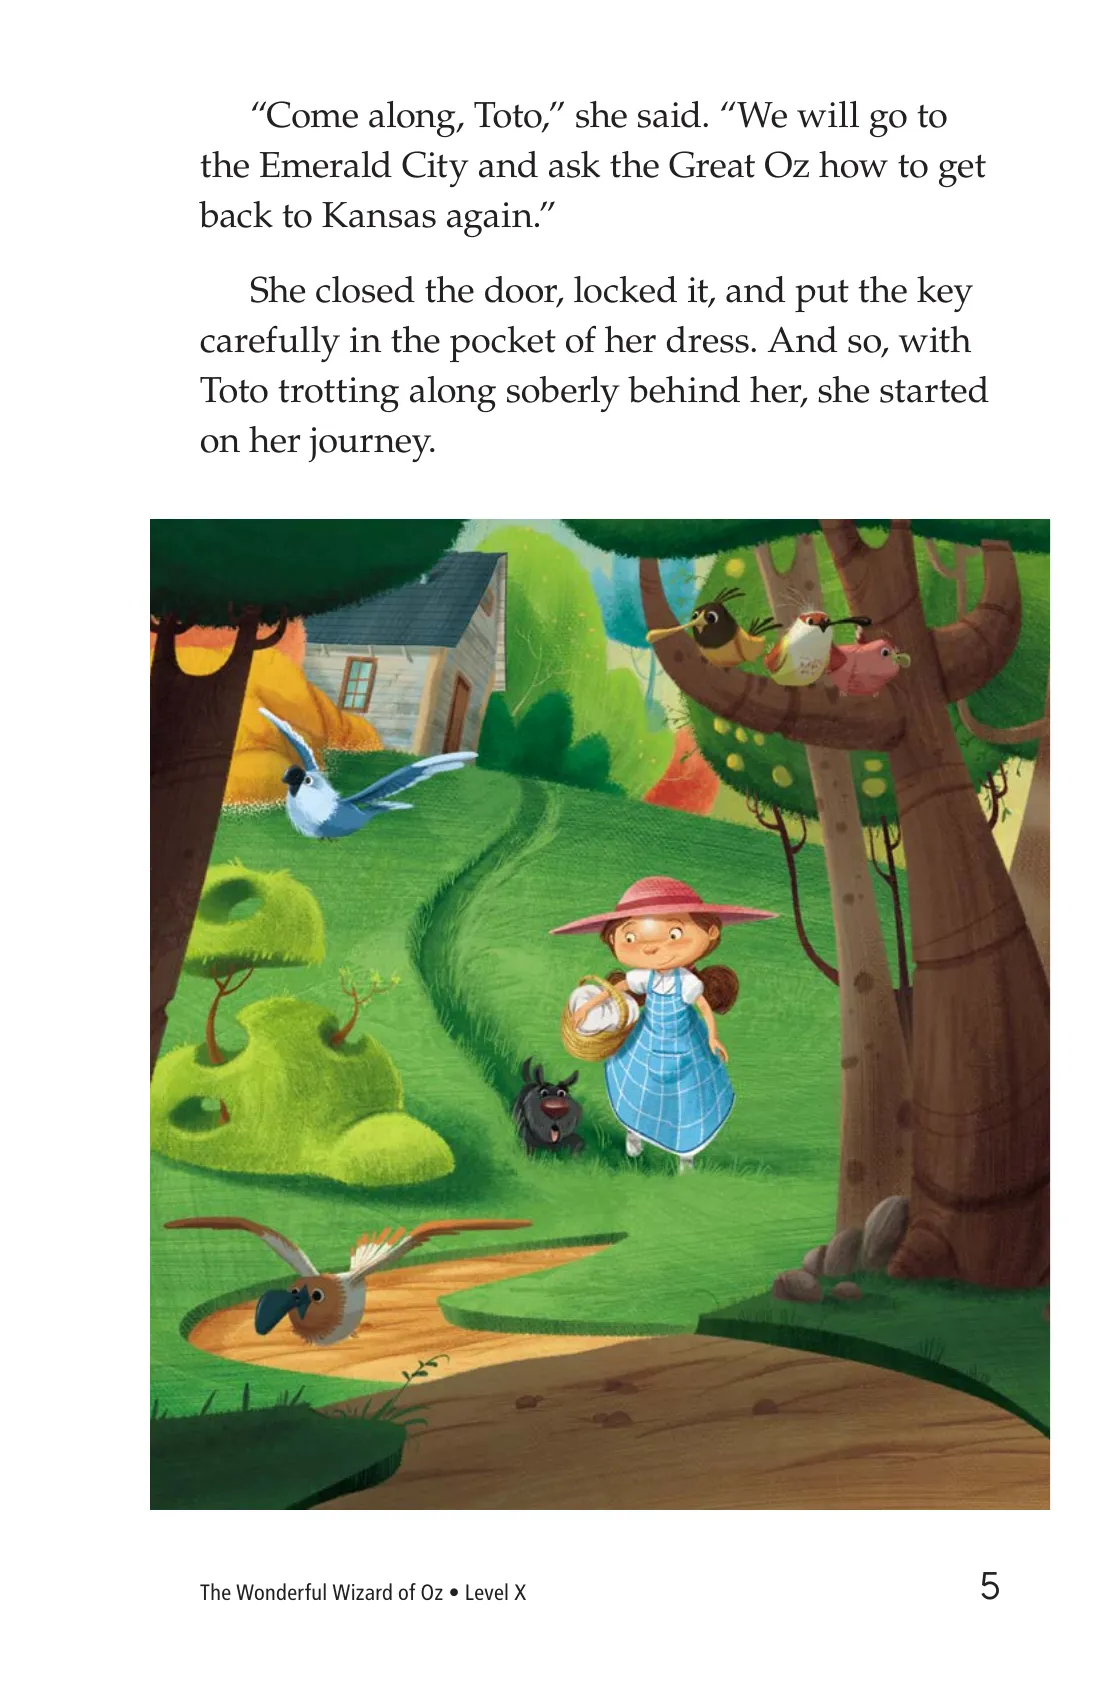 “Come along, Toto,” she said. “We will go to
the Emerald City and ask the Great Oz how to get
back to Kansas again.”
She closed the door, locked it, and put the key
carefully in the pocket of her dress. And so, with
Toto trotting along soberly behind her, she started
on her journey.
The Wonderful Wizard of Oz • Level X
5